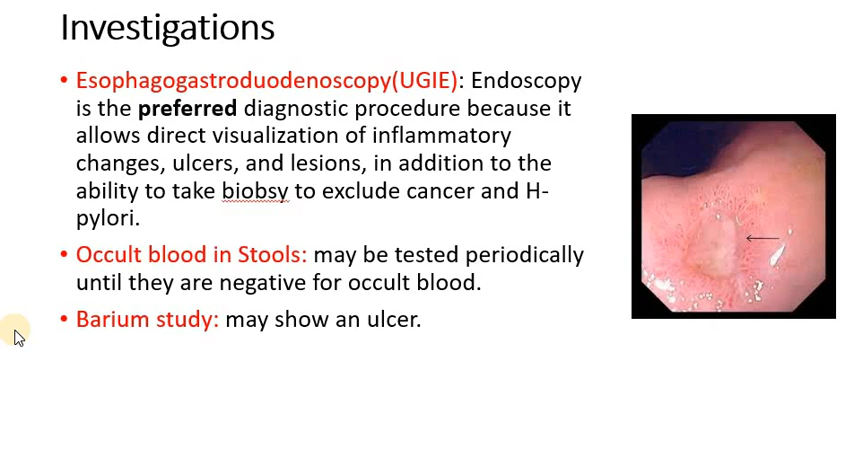 Investigations
• Esophagogastroduodenoscopy(UGIE): Endoscopy
is the preferred diagnostic procedure because it
allows direct visualization of inflammatory
changes, ulcers, and lesions, in addition to the
ability to take biobsy to exclude cancer and H-
pylori.
• Occult blood in Stools: may be tested periodically
until they are negative for occult blood.
• Barium study: may show an ulcer.